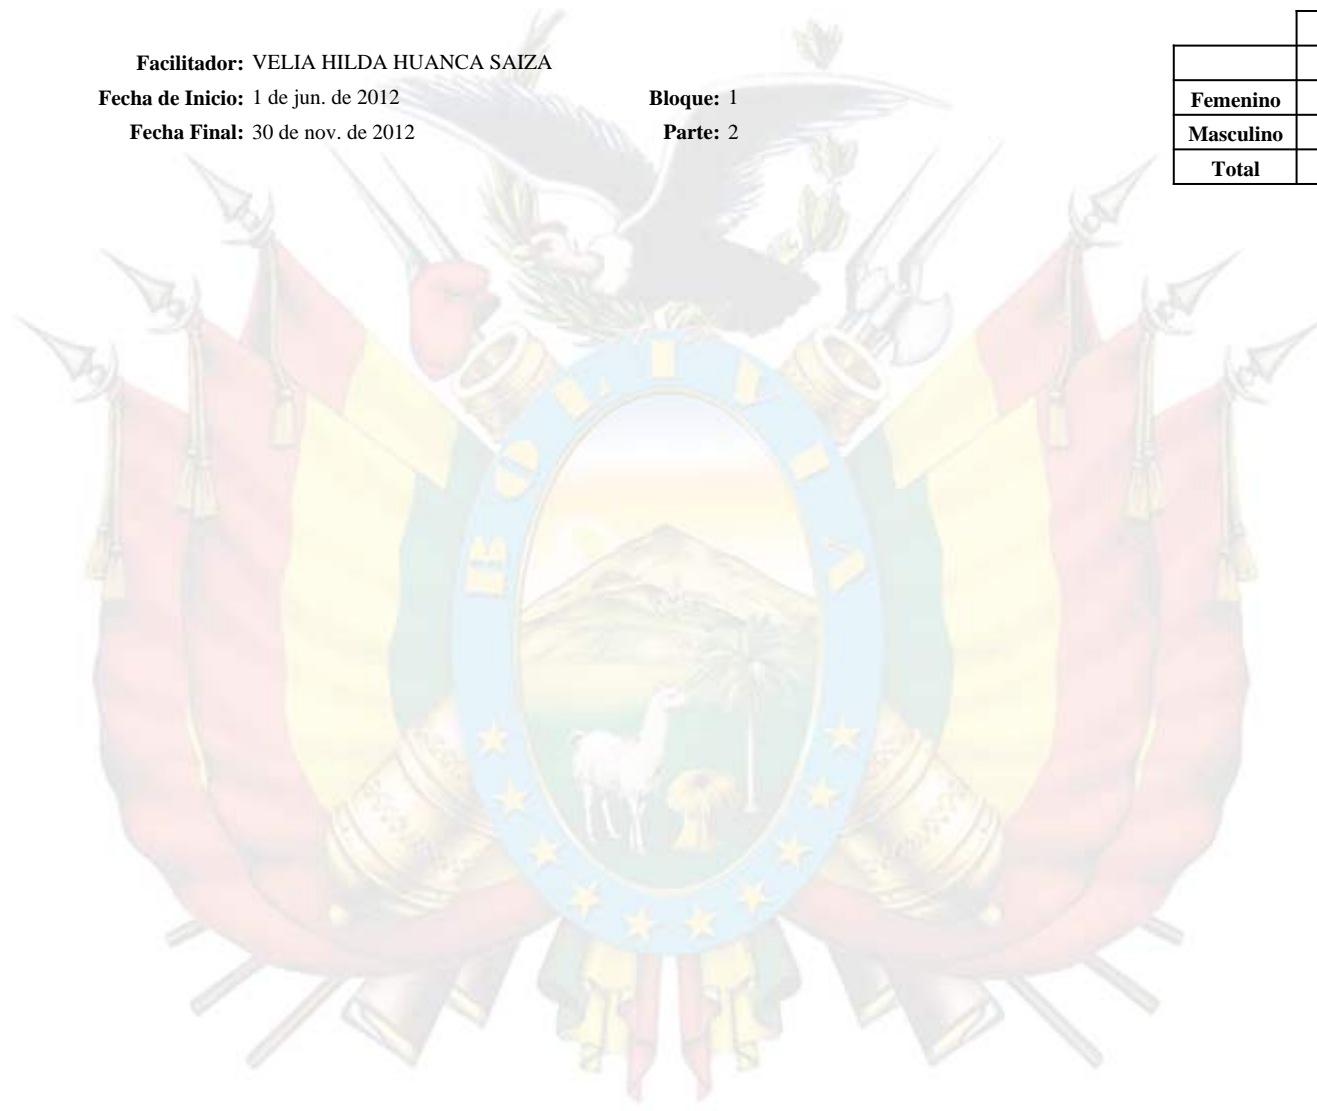 Facilitador: VELIA HILDA HUANCA SAIZA
Fecha de Inicio: 1 de jun. de 2012 Bloque: 1
Fecha Final: 30 de nov. de 2012 Parte: 2
Femenino
Masculino
Total
BOLIVIA